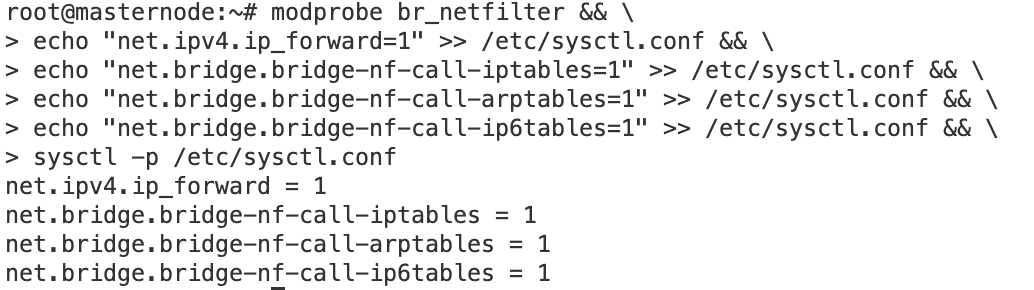 root@masternode:~# modprobe br_netfilter && \
> echo "net.ipv4.ip_forward=1" >> /etc/sysctl.conf && \
> echo "net.bridge.bridge-nf-call-iptables=1" >> /etc/sysctl.conf && \
> echo "net.bridge.bridge-nf-call-arptables=1" >> /etc/sysctl.conf && \
> echo "net.bridge.bridge-nf-call-ip6tables=1" >> /etc/sysctl.conf && \
> sysctl -p /etc/sysctl.conf
net.ipv4.ip_forward = 1
net.bridge.bridge-nf-call-iptables = 1
net.bridge.bridge-nf-call-arptables = 1
net.bridge.bridge-nf-call-ip6tables = 1